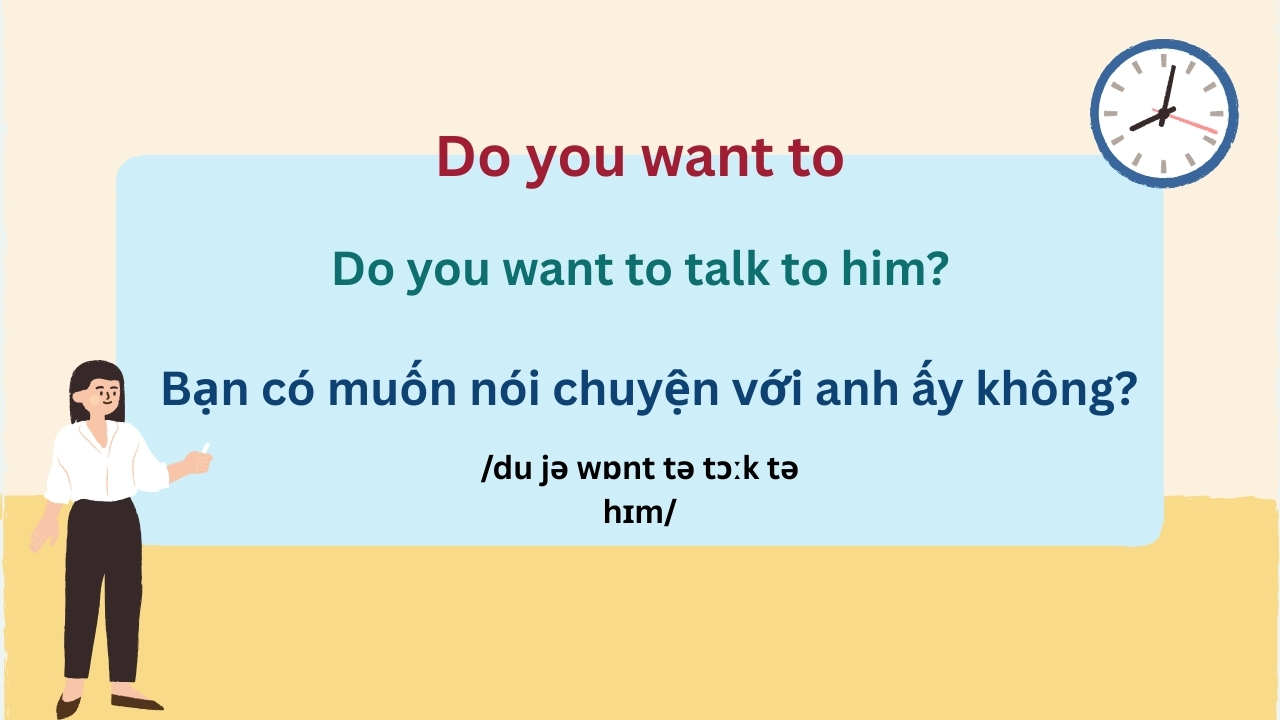 Do you want to
Do you want to talk to him?
Bạn có muốn nói chuyện với anh ấy không?
/du jə wɒnt tə tɔːk tə
hɪm/